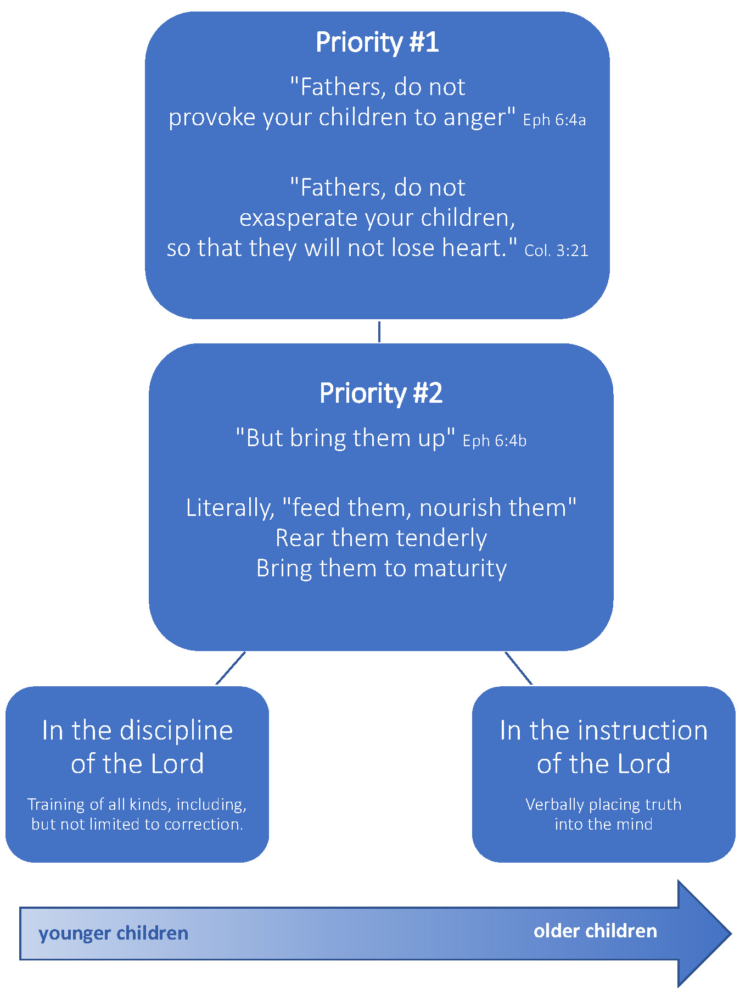 Priority #1
"Fathers, do not
provoke your children to anger" Eph 6:4a
"Fathers, do not
exasperate your children,
so that they will not lose heart." Col. 3:21
Priority #2
"But bring them up" Eph 6:4b
Literally, "feed them, nourish them"
Rear them tenderly
Bring them to maturity
In the discipline
of the Lord
Training of all kinds, including,
but not limited to correction.
In the instruction
of the Lord
Verbally placing truth
into the mind
younger children
older children